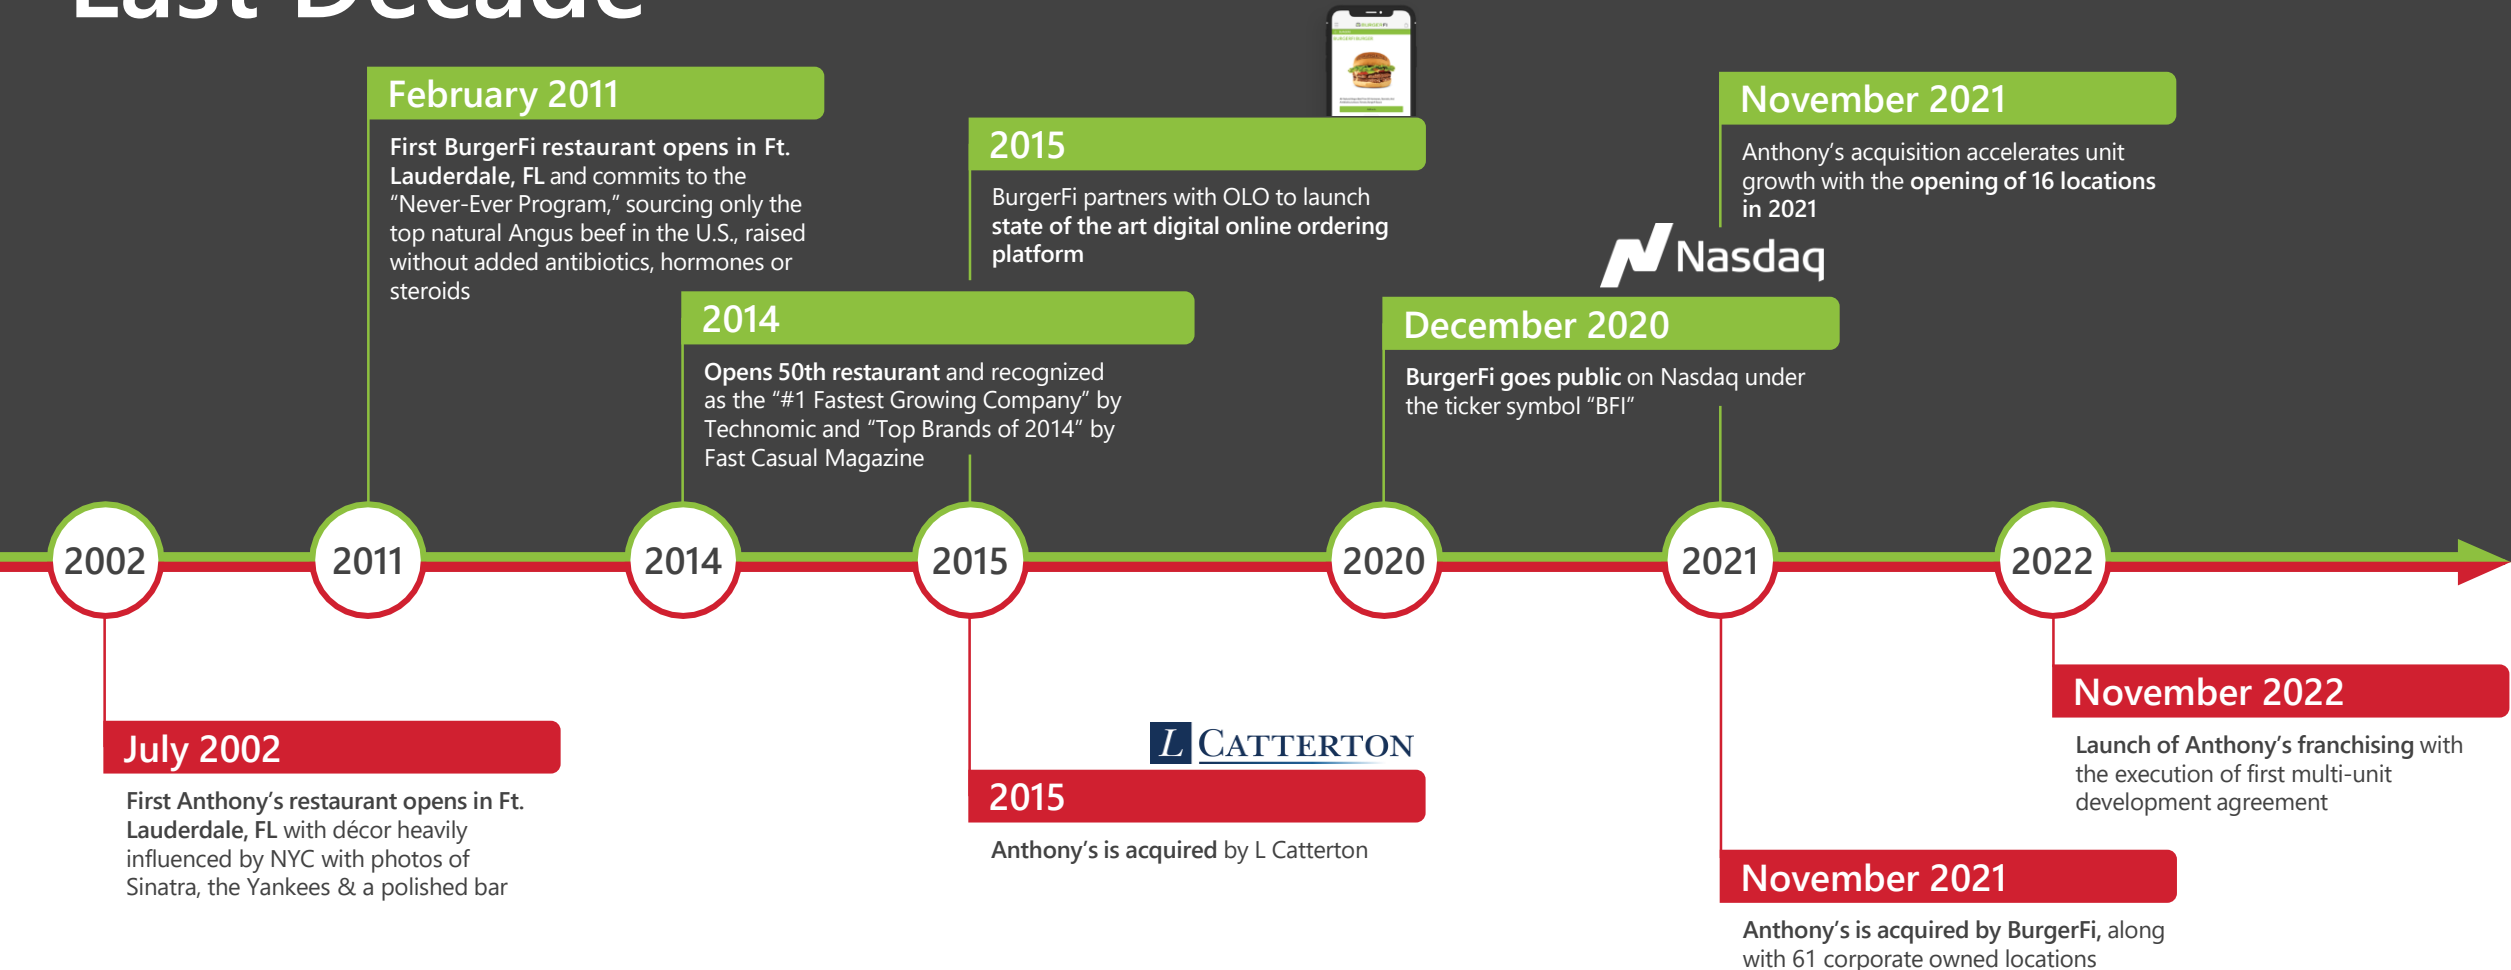 Last Decade
February 2011
First BurgerFi restaurant opens in Ft.
Lauderdale, FL and commits to the
“Never-Ever Program,” sourcing only the
top natural Angus beef in the U.S., raised
without added antibiotics, hormones or
steroids
2014
Opens 50th restaurant and recognized
as the “#1 Fastest Growing Company” by
Technomic and “Top Brands of 2014” by
Fast Casual Magazine
2015
BurgerFi partners with OLO to launch
state of the art digital online ordering
platform
Nasdaq
December 2020
BurgerFi goes public on Nasdaq under
the ticker symbol “BFI”
November 2021
Anthony’s acquisition accelerates unit
growth with the opening of 16 locations
in 2021
2002
2011
2014
2015
2020
2021
2022
July 2002
First Anthony’s restaurant opens in Ft.
Lauderdale, FL with décor heavily
influenced by NYC with photos of
Sinatra, the Yankees & a polished bar
L CATTERTON
2015
Anthony’s is acquired by L Catterton
November 2021
Anthony’s is acquired by BurgerFi, along
with 61 corporate owned locations
November 2022
Launch of Anthony’s franchising with
the execution of first multi-unit
development agreement